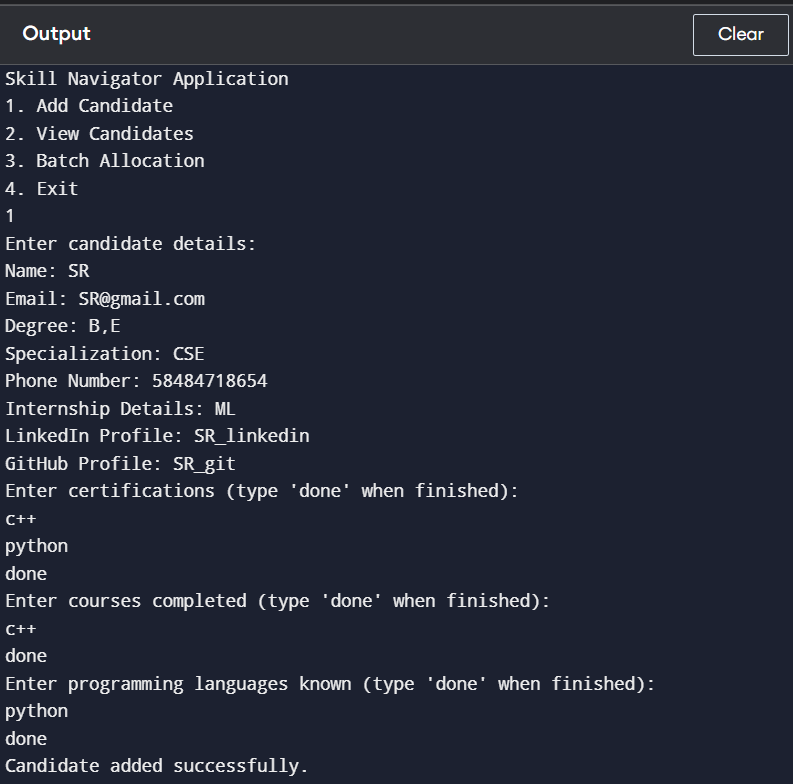 Output
Clear
Skill Navigator Application
1. Add Candidate
2. View Candidates
3. Batch Allocation
4. Exit
1
Enter candidate details:
Name: SR
Email: SR@gmail.com
Degree: B,E
Specialization: CSE
Phone Number: 58484718654
Internship Details: ML
LinkedIn Profile: SR_linkedin
GitHub Profile: SR_git
Enter certifications (type 'done' when finished):
c++
python
done
Enter courses completed (type 'done' when finished):
c++
done
Enter programming languages known (type 'done' when finished):
python
done
Candidate added successfully.